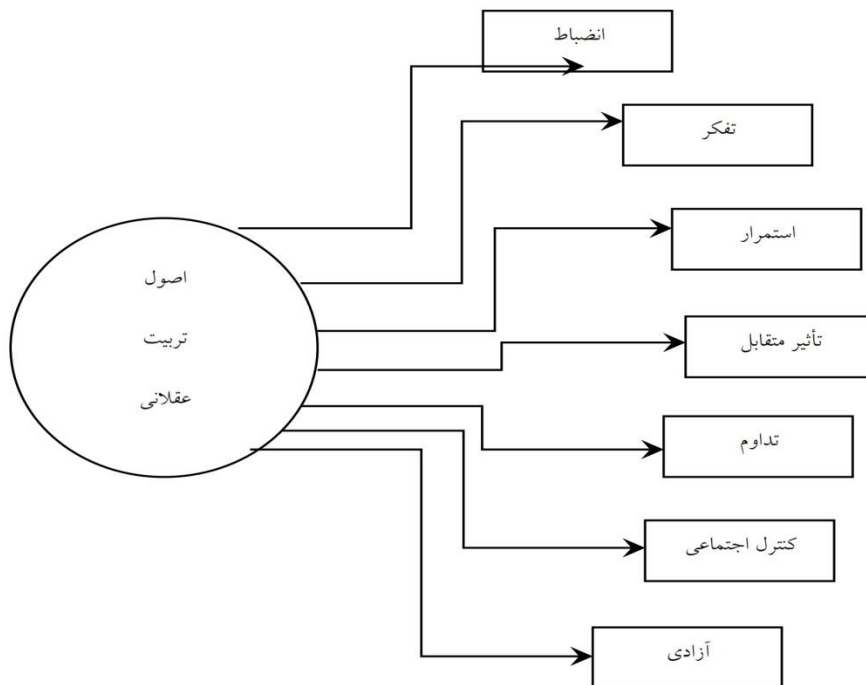 انضباط
تفکر
استمرار
تأثیر متقابل
تداوم
کنترل اجتماعی
آزادی
اصول
تربیت
عقلانی